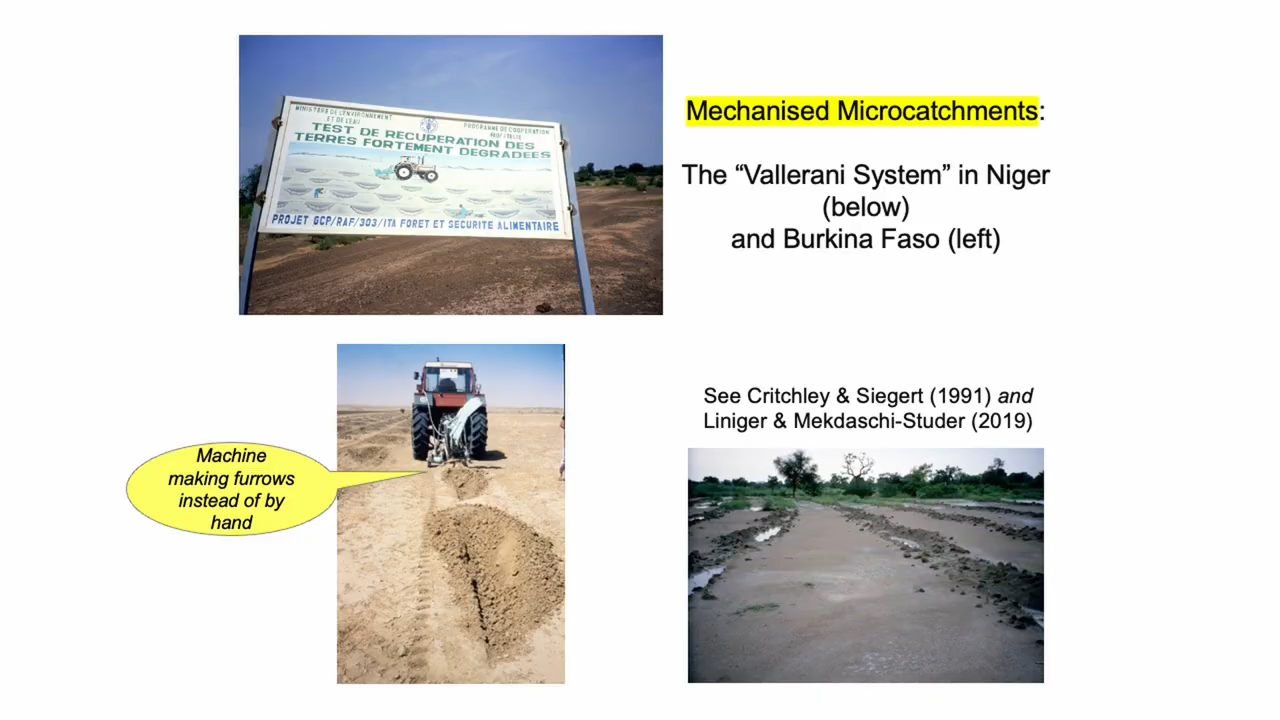 MINISTERE DE L'ENVIRONNEMENT
ET DE L'EAU
PROGRAMME DE COOPERATION
FAO/ITALIE
TEST DE RECUPERATION DES
TERRES FORTEMENT DEGRADEES
PROJET GCP/RAF/303/ITA FORET ET SECURITE ALIMENTAIRE
Mechanised Microcatchments:
The “Vallerani System” in Niger
(below)
and Burkina Faso (left)
See Critchley & Siegert (1991) and
Liniger & Mekdaschi-Studer (2019)
Machine
making furrows
instead of by
hand